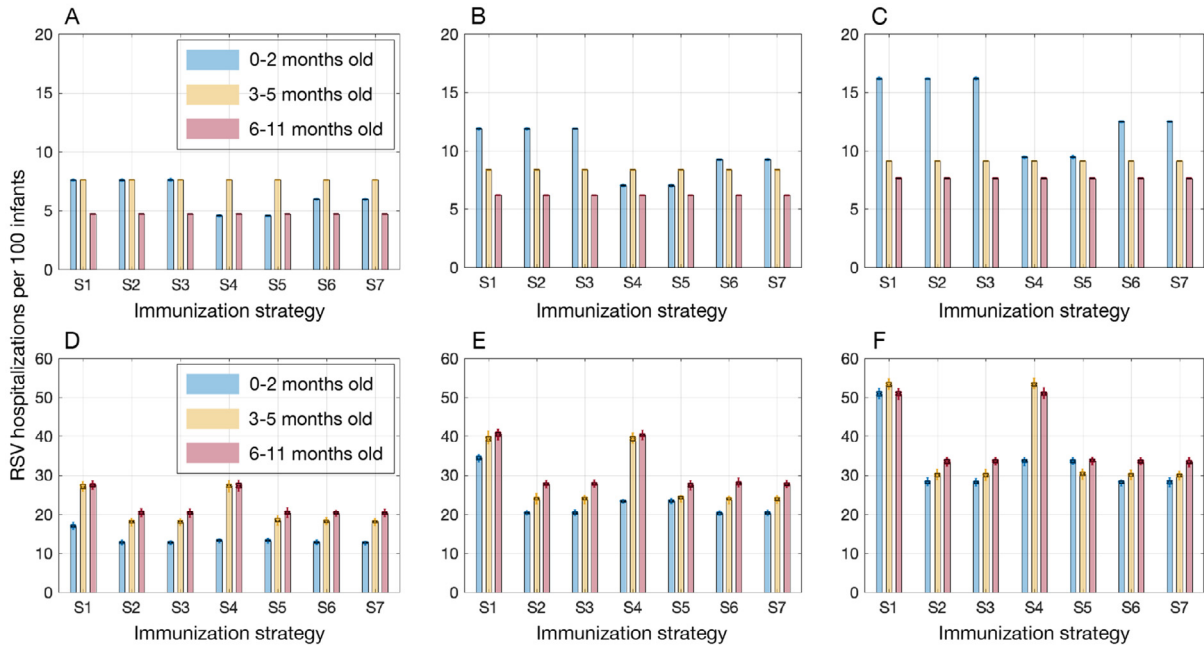 A
B
C
20
15
10
5
0
0-2 months old
3-5 months old
6-11 months old
S1 S2 S3 S4 S5 S6 S7
Immunization strategy
20
15
10
5
0
S1 S2 S3 S4 S5 S6 S7
Immunization strategy
20
15
10
5
0
S1 S2 S3 S4 S5 S6 S7
Immunization strategy
RSV hospitalizations per 100 infants
D
E
F
60
50
40
30
20
10
0
0-2 months old
3-5 months old
6-11 months old
S1 S2 S3 S4 S5 S6 S7
Immunization strategy
60
50
40
30
20
10
0
S1 S2 S3 S4 S5 S6 S7
Immunization strategy
60
50
40
30
20
10
0
S1 S2 S3 S4 S5 S6 S7
Immunization strategy